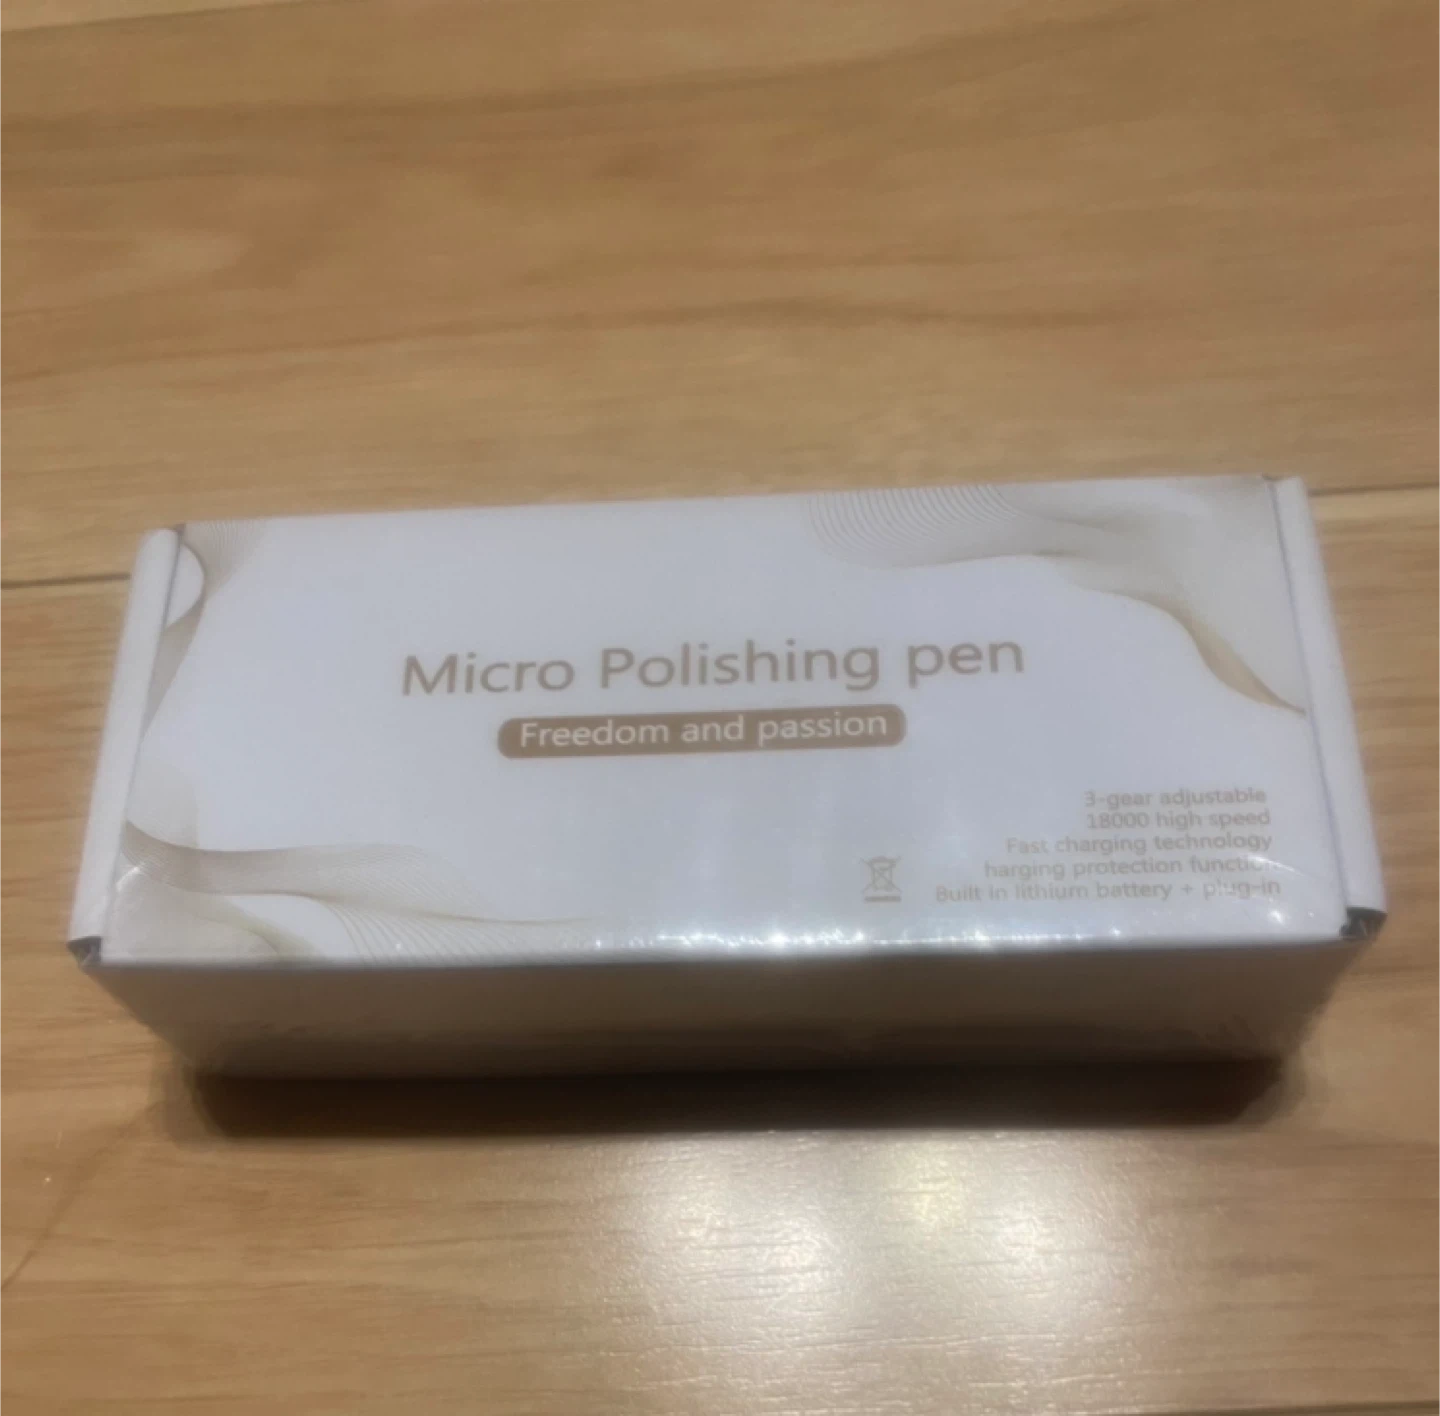 Micro Polishing pen
Freedom and passion
3-gear adjustable
18000 high speed
Fast charging technology
harging protection function
Built in lithium battery + plug-in